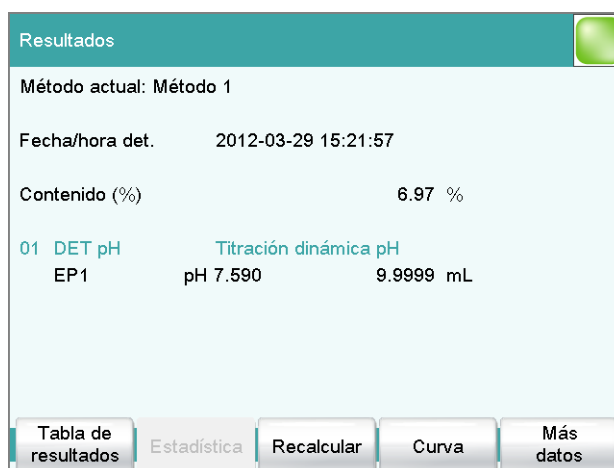 Resultados
Método actual: Método 1
Fecha/hora det. 2012-03-29 15:21:57
Contenido (%) 6.97 %
01 DET pH Titración dinámica pH
EP1 pH 7.590 9.9999 mL
Tabla de resultados
Estadística
Recalcular
Curva
Más datos